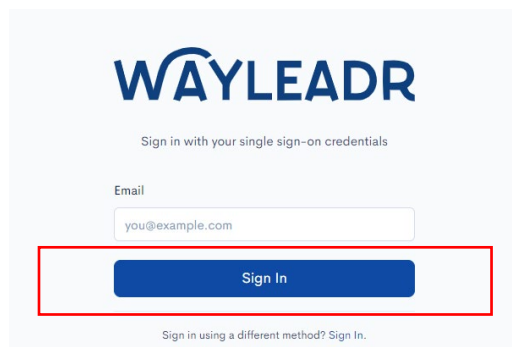 WAYLEADR
Sign in with your single sign-on credentials
Email
you@example.com
Sign In
Sign in using a different method? Sign In.